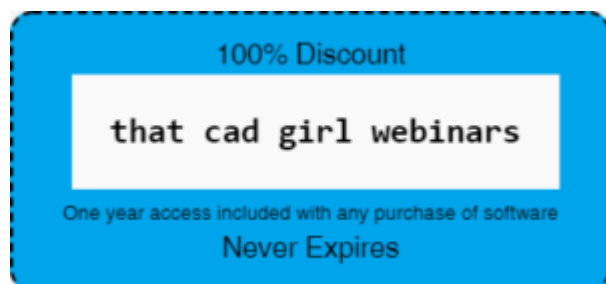 100% Discount
that cad girl webinars
One year access included with any purchase of software
Never Expires